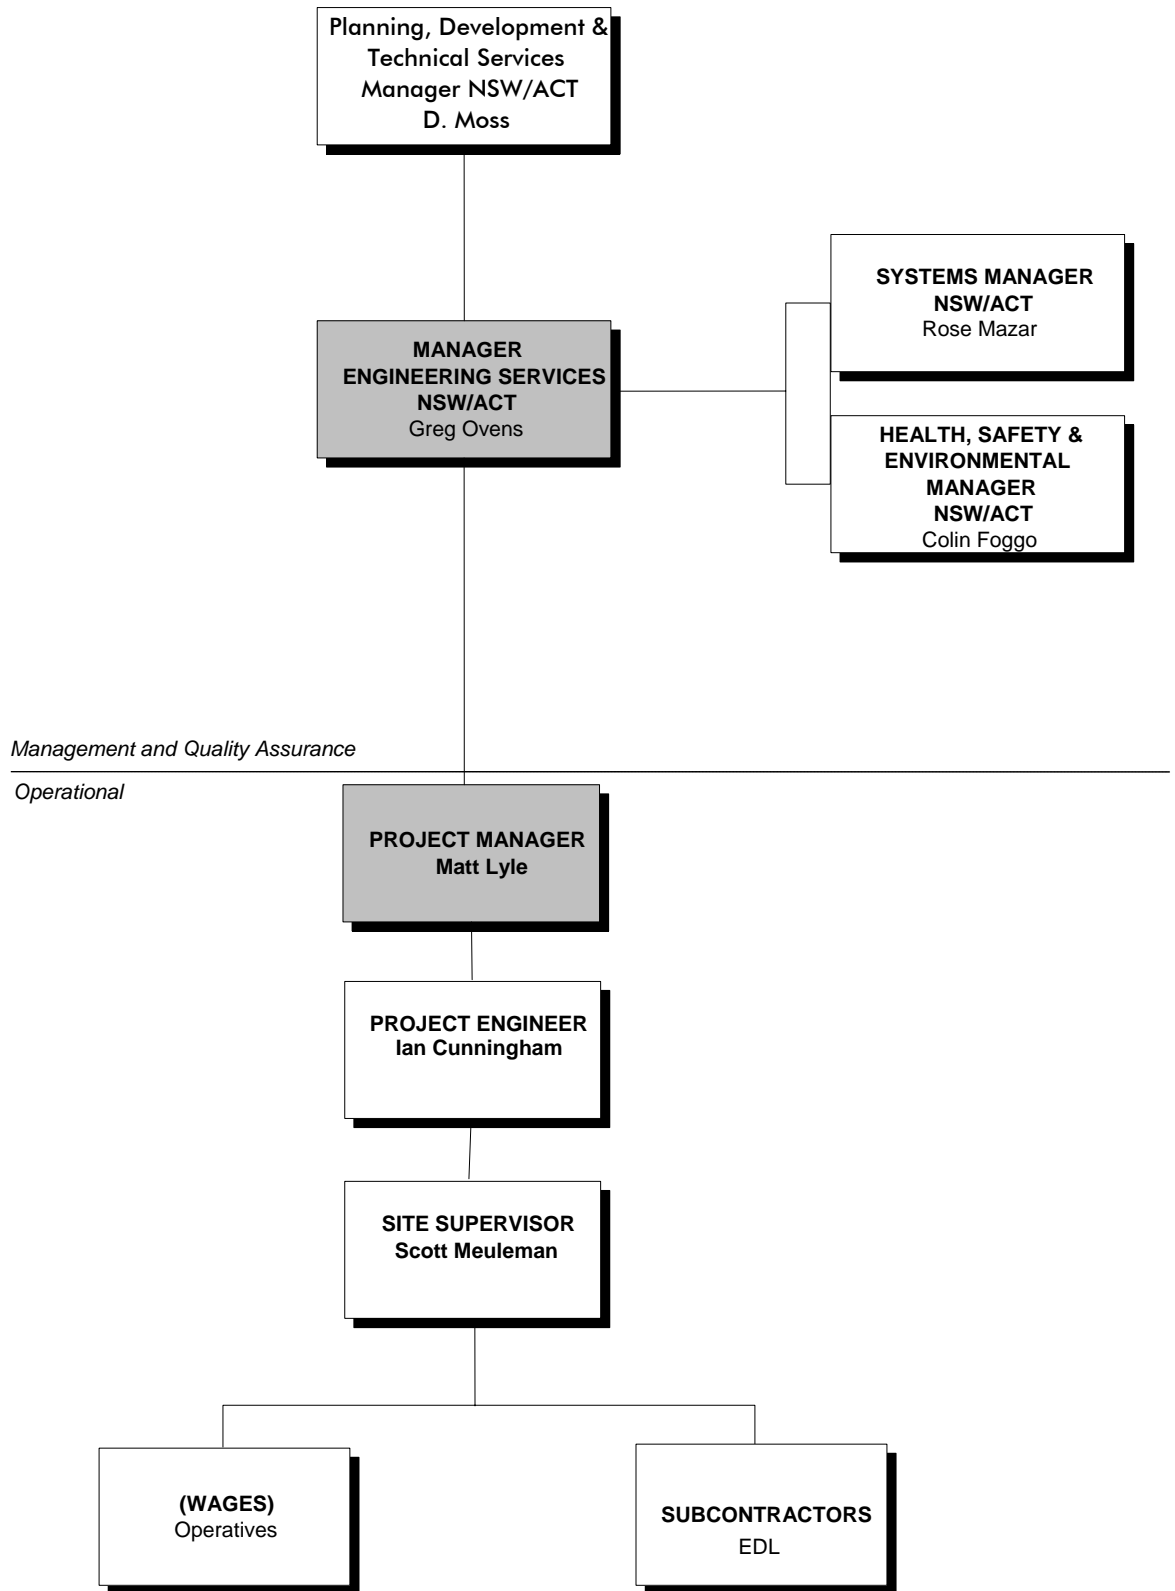 Planning, Development &
Technical Services
Manager NSW/ACT
D. Moss
SYSTEMS MANAGER
NSW/ACT
Rose Mazar
MANAGER
ENGINEERING SERVICES
NSW/ACT
Greg Ovens
HEALTH, SAFETY &
ENVIRONMENTAL
MANAGER
NSW/ACT
Colin Foggo
Management and Quality Assurance
Operational
PROJECT MANAGER
Matt Lyle
PROJECT ENGINEER
Ian Cunningham
SITE SUPERVISOR
Scott Meuleman
(WAGES)
Operatives
SUBCONTRACTORS
EDL